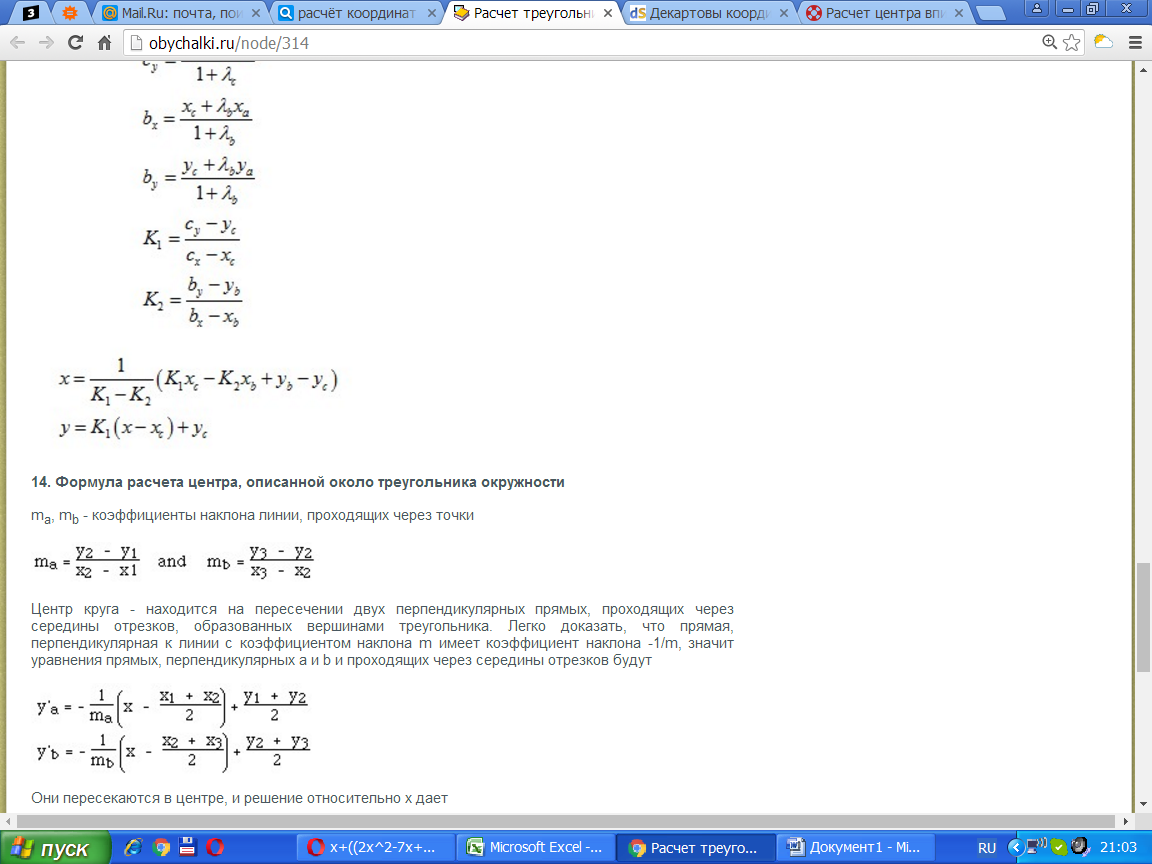 З
Mail.Ru: почта, пои
расчёт координат
Расчет треугольни
dS Декартовы коорди
Расчет центра впи
obychalki.ru/node/314
c_y = 1+λ_c
b_x = (x_c + λ_b x_a) / (1+λ_b)
b_y = (y_c + λ_b y_a) / (1+λ_b)
K_1 = (c_y − y_c) / (c_x − x_c)
K_2 = (b_y − y_b) / (b_x − x_b)
x = 1/(K_1 − K_2) (K_1 x_c − K_2 x_b + y_b − y_c)
y = K_1(x − x_c) + y_c
14. Формула расчета центра, описанной около треугольника окружности
m_a, m_b - коэффициенты наклона линии, проходящих через точки
m_a = (y2 - y1) / (x2 - x1) and m_b = (y3 - y2) / (x3 - x2)
Центр круга - находится на пересечении двух перпендикулярных прямых, проходящих через
середины отрезков, образованных вершинами треугольника. Легко доказать, что прямая,
перпендикулярная к линии с коэффициентом наклона m имеет коэффициент наклона -1/m, значит
уравнения прямых, перпендикулярных a и b и проходящих через середины отрезков будут
y'a = - 1/m_a (x - (x1 + x2)/2) + (y1 + y2)/2
y'b = - 1/m_b (x - (x2 + x3)/2) + (y2 + y3)/2
Они пересекаются в центре, и решение относительно x дает
пуск
x+((2x^2-7x+...
Microsoft Excel -...
Расчет треуго...
Документ1 - Mi...
RU
21:03